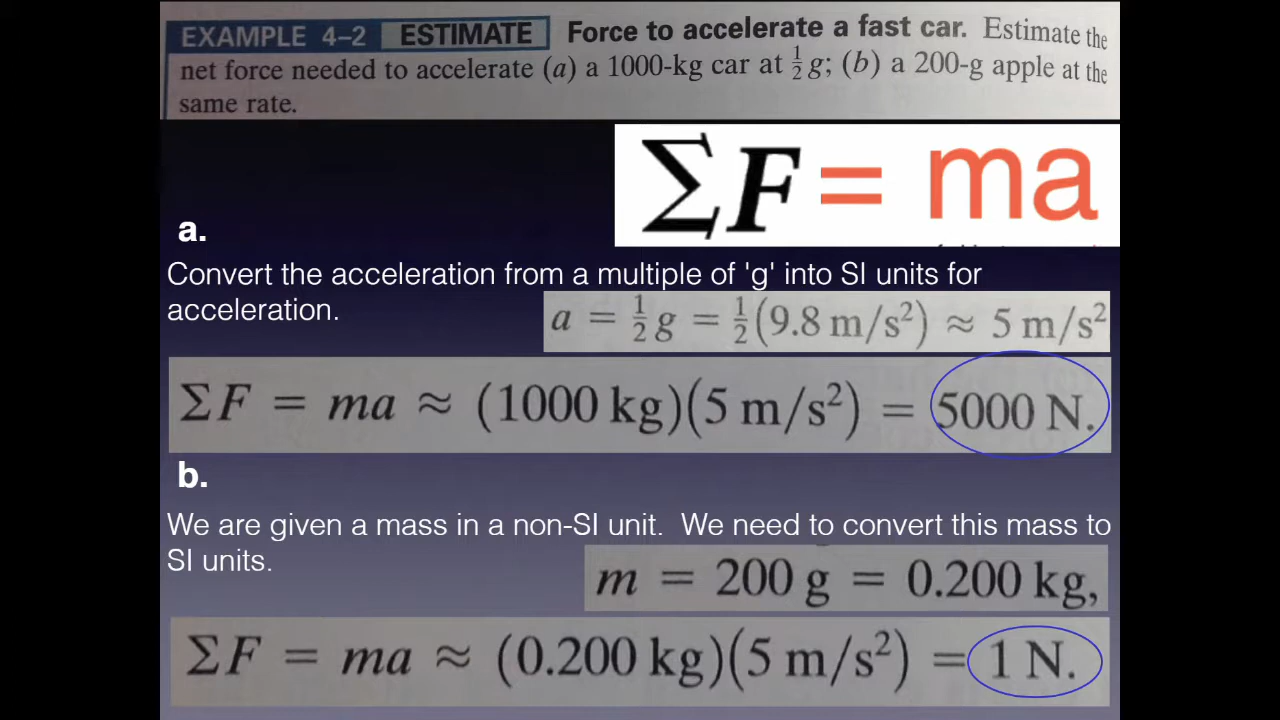 EXAMPLE 4–2 ESTIMATE Force to accelerate a fast car. Estimate the
net force needed to accelerate (a) a 1000-kg car at ½ g; (b) a 200-g apple at the
same rate.
ΣF = ma
a.
Convert the acceleration from a multiple of 'g' into SI units for
acceleration.
a = ½ g = ½ (9.8 m/s²) ≈ 5 m/s²
ΣF = ma ≈ (1000 kg)(5 m/s²) = 5000 N.
b.
We are given a mass in a non-SI unit. We need to convert this mass to
SI units.
m = 200 g = 0.200 kg,
ΣF = ma ≈ (0.200 kg)(5 m/s²) = 1 N.